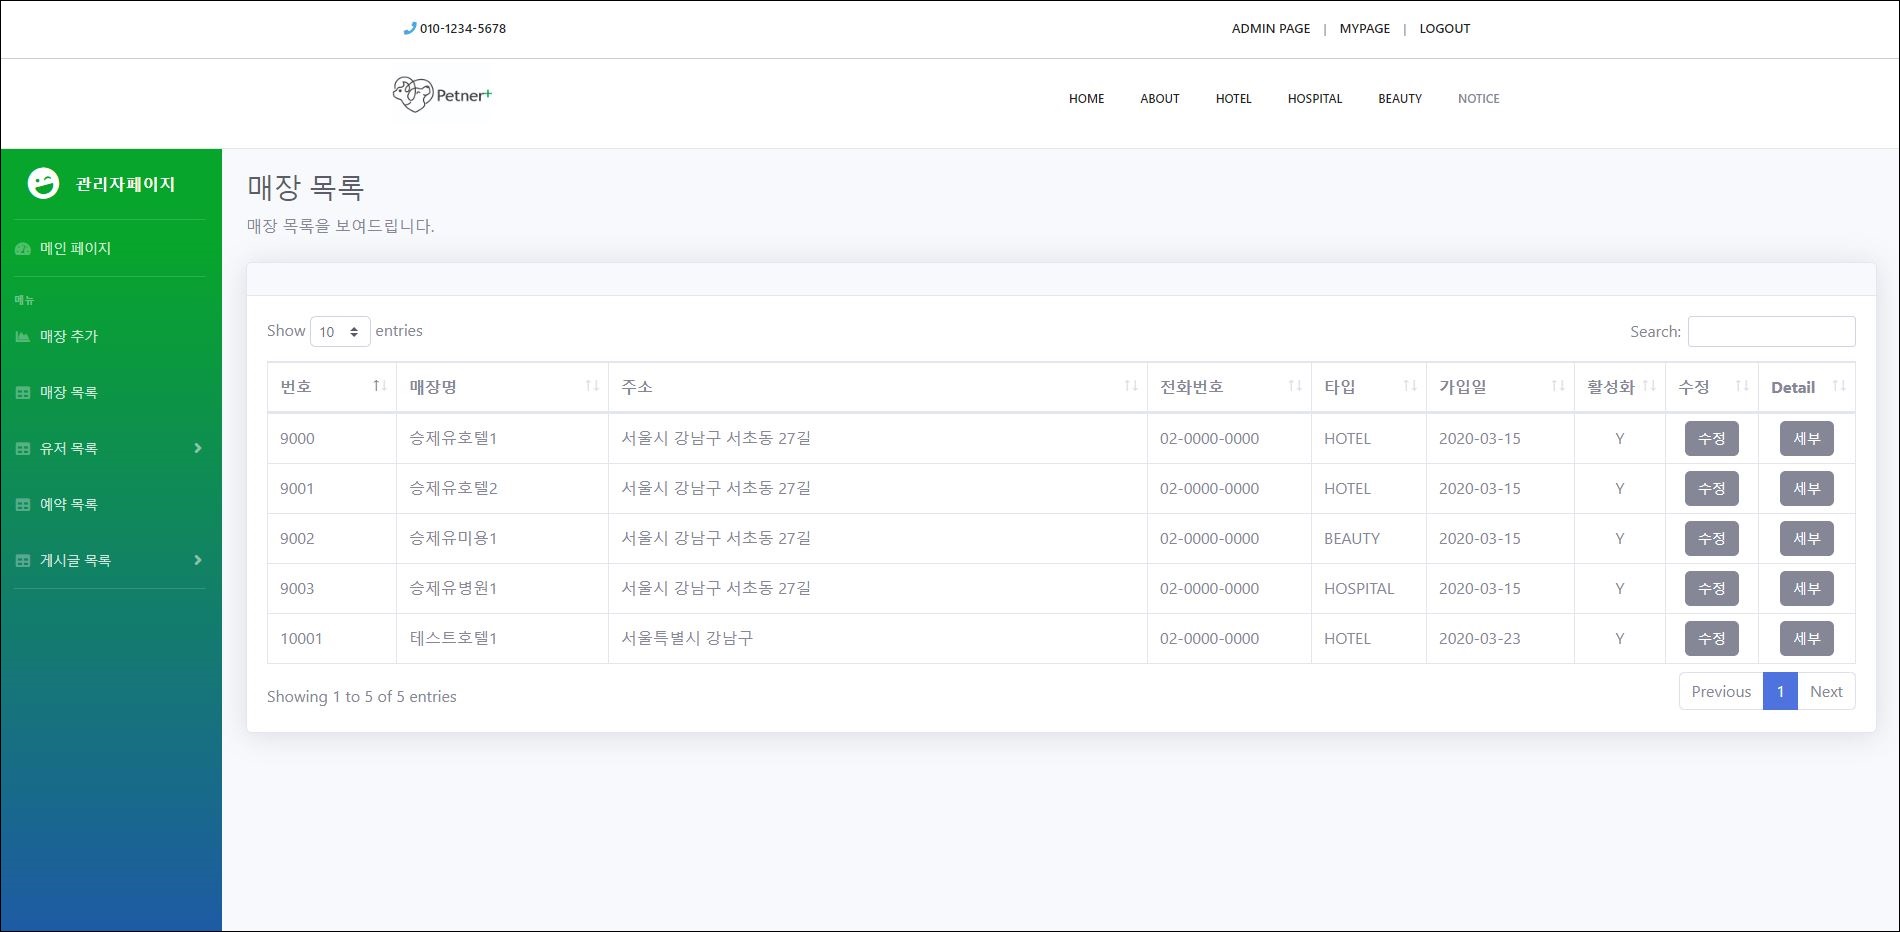 010-1234-5678 ADMIN PAGE | MYPAGE | LOGOUT
Petner+ HOME ABOUT HOTEL HOSPITAL BEAUTY NOTICE
관리자페이지
메인 페이지
메뉴
매장 추가
매장 목록
유저 목록
예약 목록
게시글 목록
매장 목록
매장 목록을 보여드립니다.
Show 10 entries Search:
번호 매장명 주소 전화번호 타입 가입일 활성화 수정 Detail
9000 승제유호텔1 서울시 강남구 서초동 27길 02-0000-0000 HOTEL 2020-03-15 Y 수정 세부
9001 승제유호텔2 서울시 강남구 서초동 27길 02-0000-0000 HOTEL 2020-03-15 Y 수정 세부
9002 승제유미용1 서울시 강남구 서초동 27길 02-0000-0000 BEAUTY 2020-03-15 Y 수정 세부
9003 승제유병원1 서울시 강남구 서초동 27길 02-0000-0000 HOSPITAL 2020-03-15 Y 수정 세부
10001 테스트호텔1 서울특별시 강남구 02-0000-0000 HOTEL 2020-03-23 Y 수정 세부
Showing 1 to 5 of 5 entries Previous 1 Next